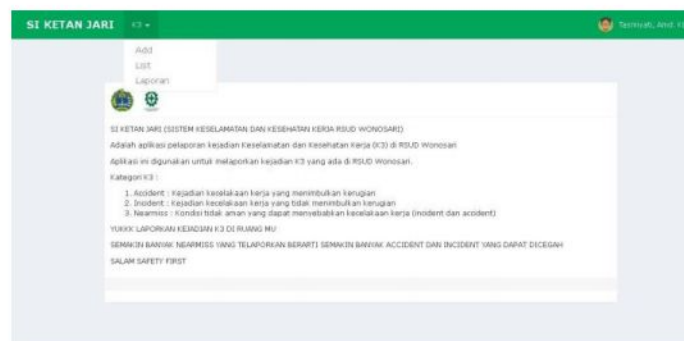 SI KETAN JARI K3
Tasmiyati, Amd. K
Add
List
Laporan
SI KETAN JARI (SISTEM KESELAMATAN DAN KESEHATAN KERJA RSUD WONOSARI)
Adalah aplikasi pelaporan kejadian Keselamatan dan Kesehatan Kerja (K3) di RSUD Wonosari
Aplikasi ini digunakan untuk melaporkan kejadian K3 yang ada di RSUD Wonosari.
Kategori K3 :
1. Accident : Kejadian kecelakaan kerja yang menimbulkan kerugian
2. Incident : Kejadian kecelakaan kerja yang tidak menimbulkan kerugian
3. Nearmiss : Kondisi tidak aman yang dapat menyebabkan kecelakaan kerja (incident dan accident)
YUKKK LAPORKAN KEJADIAN K3 DI RUANG MU
SEMAKIN BANYAK NEARMISS YANG TELAPORKAN BERARTI SEMAKIN BANYAK ACCIDENT DAN INCIDENT YANG DAPAT DICEGAH
SALAM SAFETY FIRST